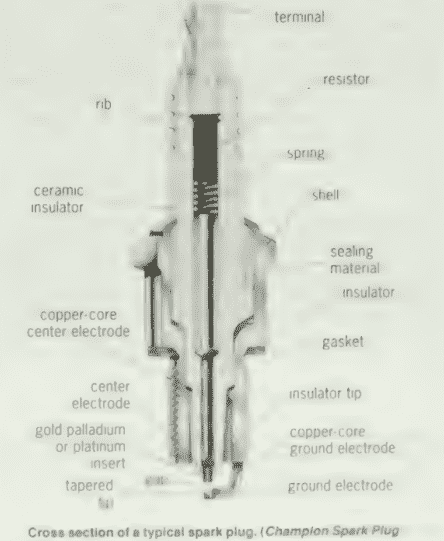 terminal
resistor
rib
spring
ceramic
insulator
shell
sealing
material
insulator
copper-core
center electrode
gasket
center
electrode
insulator tip
gold palladium
or platinum
insert
copper-core
ground electrode
tapered
ground electrode
Cross section of a typical spark plug. (Champion Spark Plug